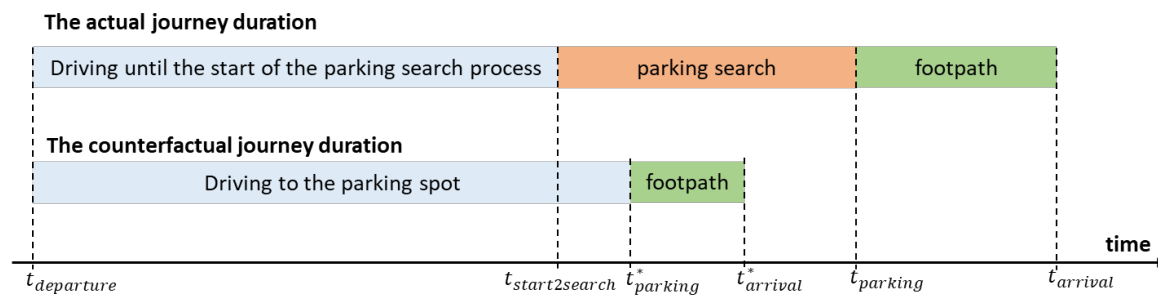 The actual journey duration
Driving until the start of the parking search process parking search footpath
The counterfactual journey duration
Driving to the parking spot footpath
time
t_departure t_start2search t*_parking t*_arrival t_parking t_arrival